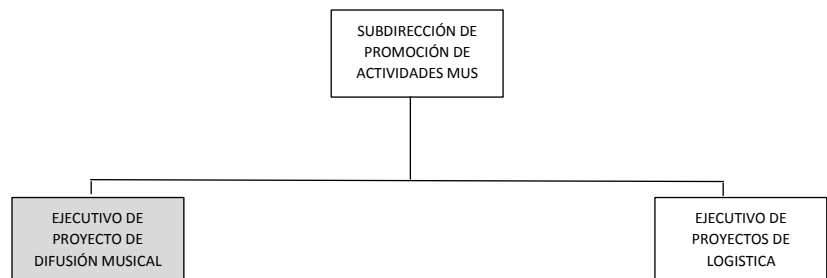 SUBDIRECCIÓN DE
PROMOCIÓN DE
ACTIVIDADES MUS
EJECUTIVO DE
PROYECTO DE
DIFUSIÓN MUSICAL
EJECUTIVO DE
PROYECTOS DE
LOGISTICA